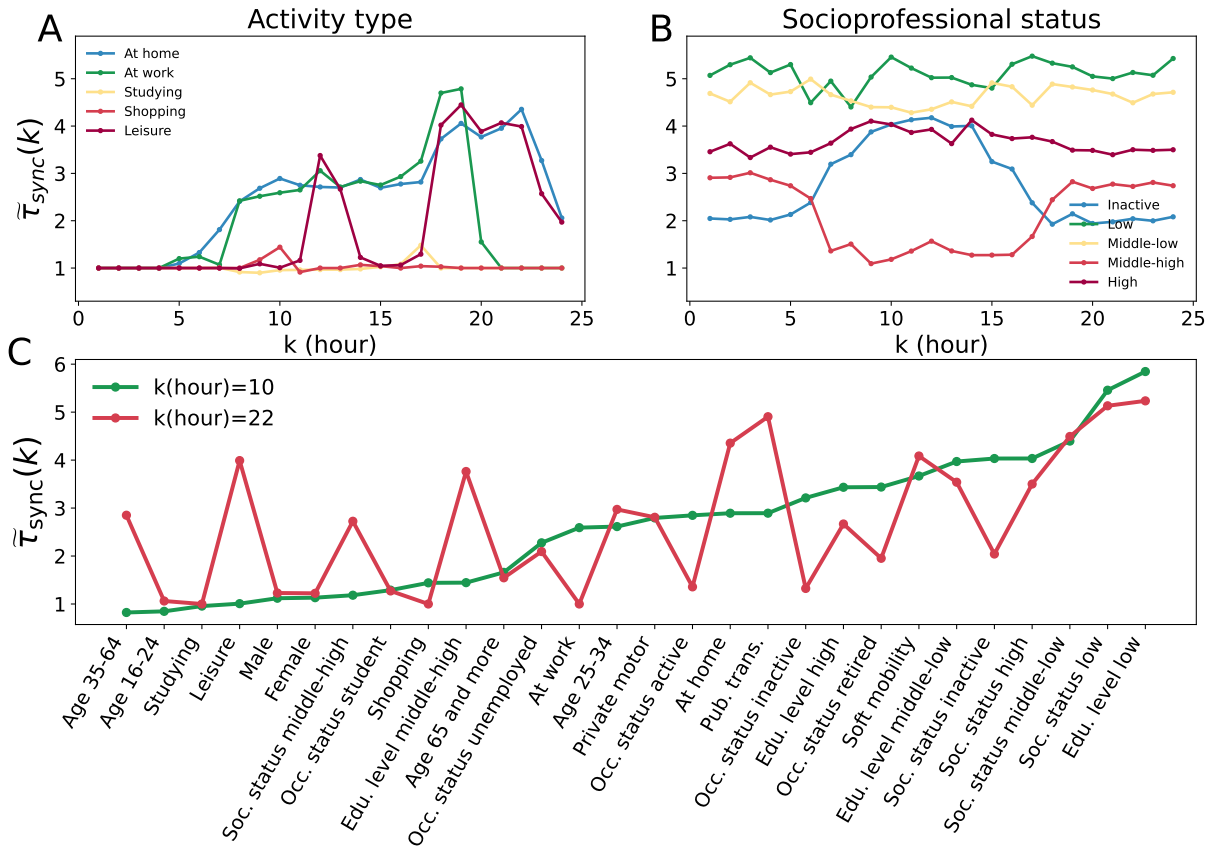 A
Activity type
B
Socioprofessional status
τ̃sync(k)
5
4
3
2
1
0
5
10
15
20
25
k (hour)
At home
At work
Studying
Shopping
Leisure
5
4
3
2
1
0
5
10
15
20
25
k (hour)
Inactive
Low
Middle-low
Middle-high
High
C
τ̃sync(k)
6
5
4
3
2
1
k(hour)=10
k(hour)=22
Age 35-64
Age 16-24
Studying
Leisure
Male
Female
Soc. status middle-high
Occ. status student
Shopping
Edu. level middle-high
Age 65 and more
Occ. status unemployed
At work
Age 25-34
Private motor
Occ. status active
At home
Pub. trans.
Occ. status inactive
Edu. level high
Occ. status retired
Soft mobility
Edu. level middle-low
Soc. status inactive
Soc. status high
Soc. status middle-low
Soc. status low
Edu. level low